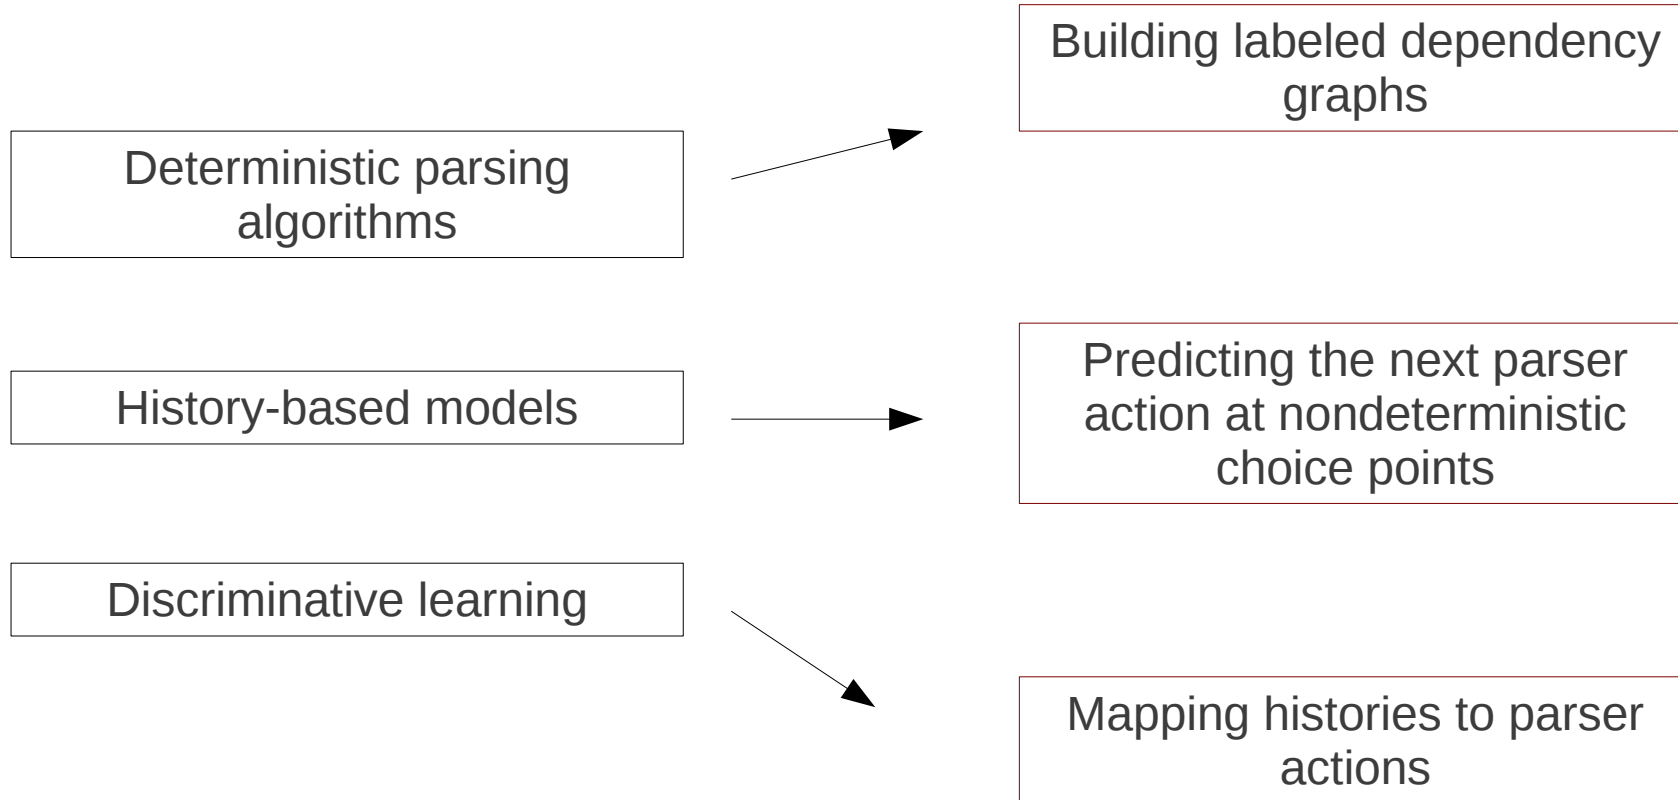 Building labeled dependency
graphs
Deterministic parsing
algorithms
Predicting the next parser
action at nondeterministic
choice points
History-based models
Discriminative learning
Mapping histories to parser
actions